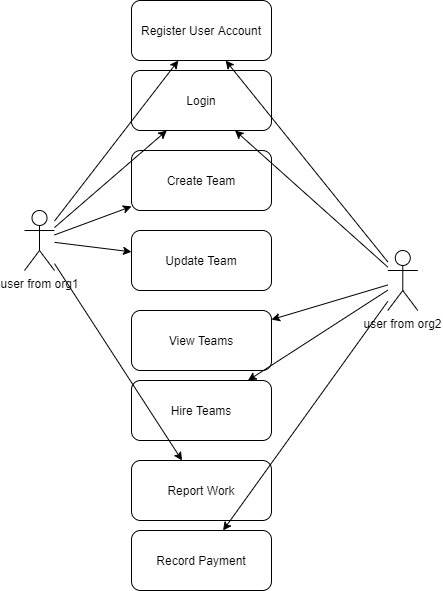 Register User Account
Login
Create Team
Update Team
user from org1
user from org2
View Teams
Hire Teams
Report Work
Record Payment